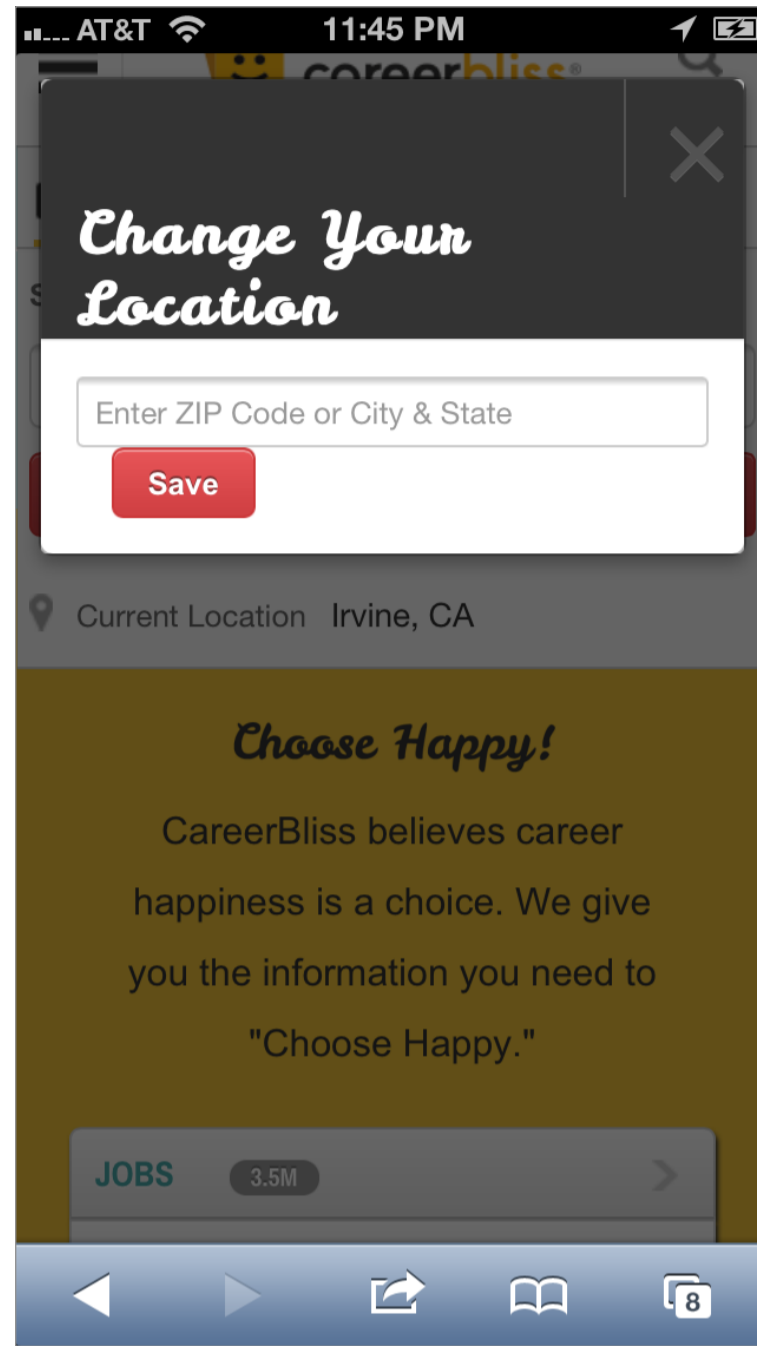 AT&T 11:45 PM
careerbliss®
Change Your
Location
Enter ZIP Code or City & State
Save
Current Location Irvine, CA
Choose Happy!
CareerBliss believes career
happiness is a choice. We give
you the information you need to
"Choose Happy."
JOBS 3.5M
8